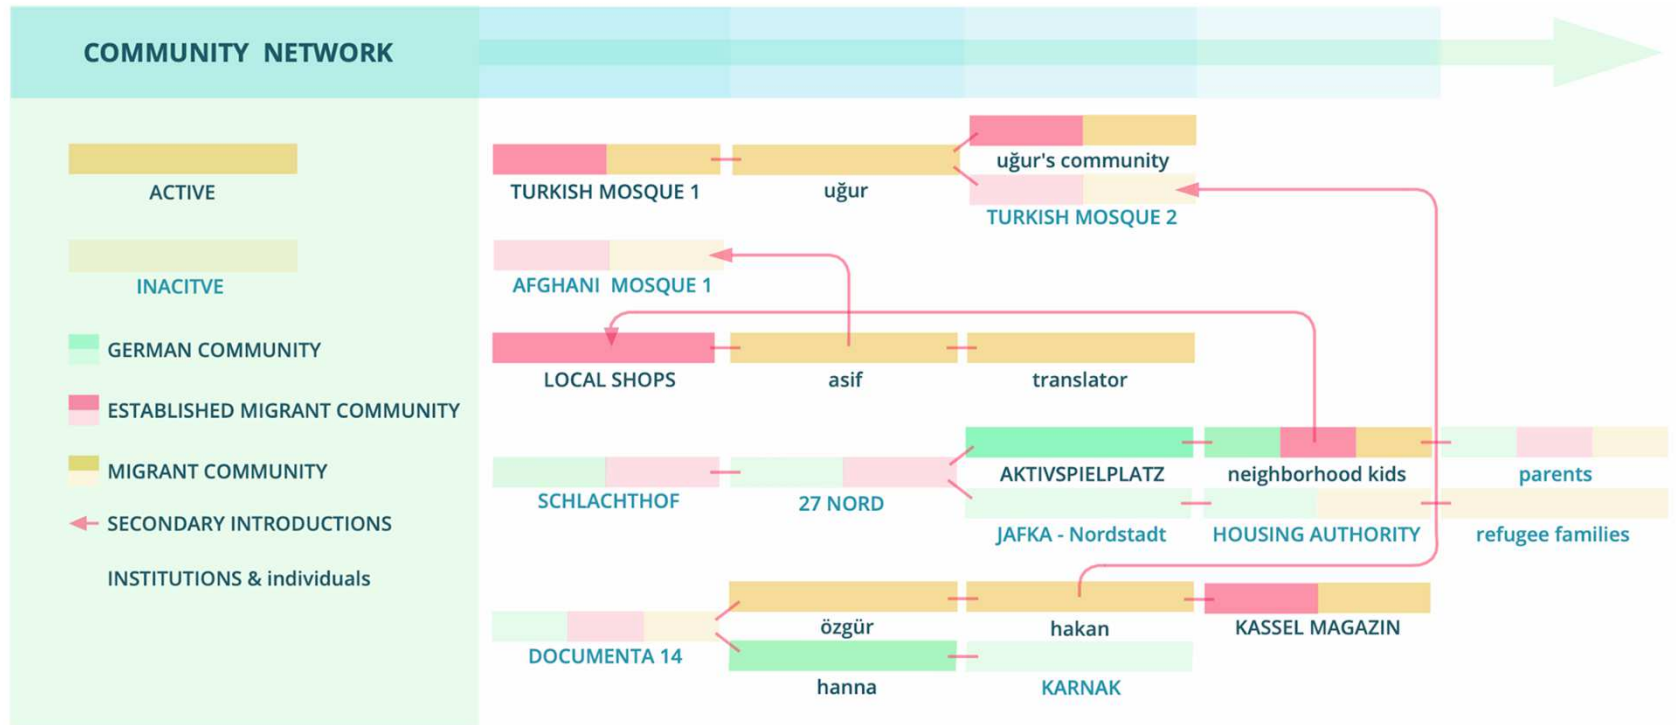 COMMUNITY NETWORK
ACTIVE
INACITVE
GERMAN COMMUNITY
ESTABLISHED MIGRANT COMMUNITY
MIGRANT COMMUNITY
SECONDARY INTRODUCTIONS
INSTITUTIONS & individuals
TURKISH MOSQUE 1
uğur
uğur's community
TURKISH MOSQUE 2
AFGHANI MOSQUE 1
LOCAL SHOPS
asif
translator
SCHLACHTHOF
27 NORD
AKTIVSPIELPLATZ
neighborhood kids
parents
JAFKA - Nordstadt
HOUSING AUTHORITY
refugee families
DOCUMENTA 14
özgür
hakan
KASSEL MAGAZIN
hanna
KARNAK